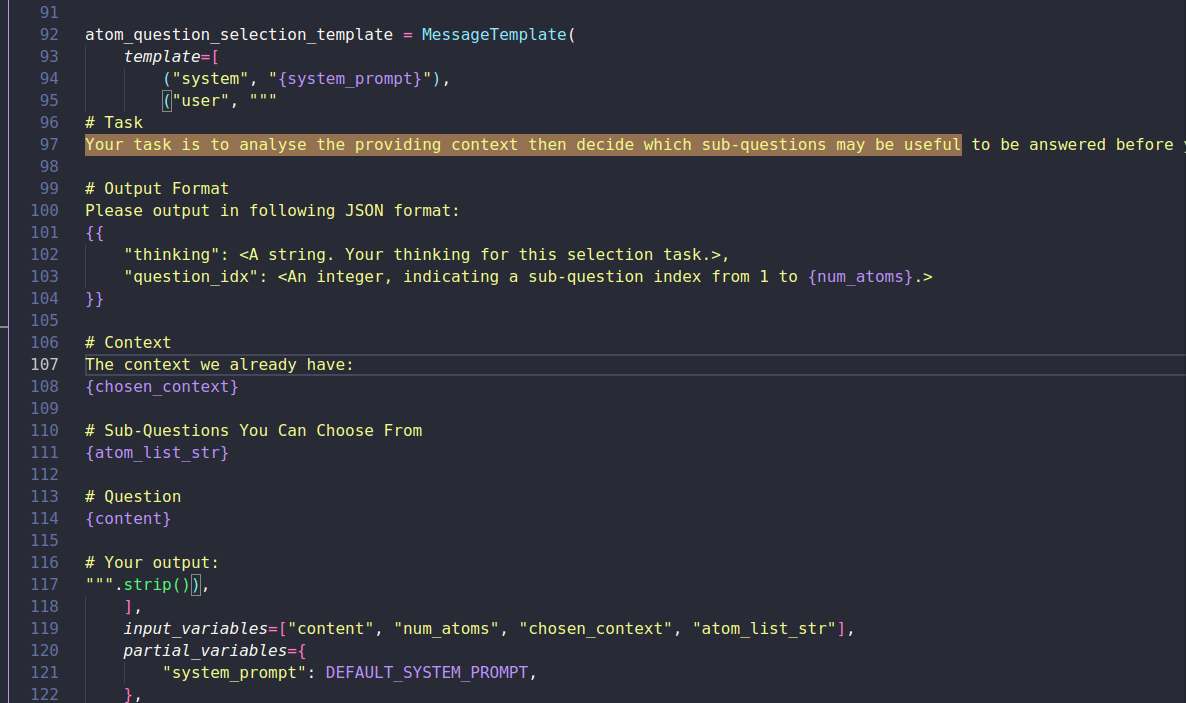 91
92 atom_question_selection_template = MessageTemplate(
93     template=[
94         ("system", "{system_prompt}"),
95         ("user", """
96 # Task
97 Your task is to analyse the providing context then decide which sub-questions may be useful to be answered before
98
99 # Output Format
100 Please output in following JSON format:
101 {{
102     "thinking": <A string. Your thinking for this selection task.>,
103     "question_idx": <An integer, indicating a sub-question index from 1 to {num_atoms}.>
104 }}
105
106 # Context
107 The context we already have:
108 {chosen_context}
109
110 # Sub-Questions You Can Choose From
111 {atom_list_str}
112
113 # Question
114 {content}
115
116 # Your output:
117 """.strip()),
118     ],
119     input_variables=["content", "num_atoms", "chosen_context", "atom_list_str"],
120     partial_variables={
121         "system_prompt": DEFAULT_SYSTEM_PROMPT,
122     },